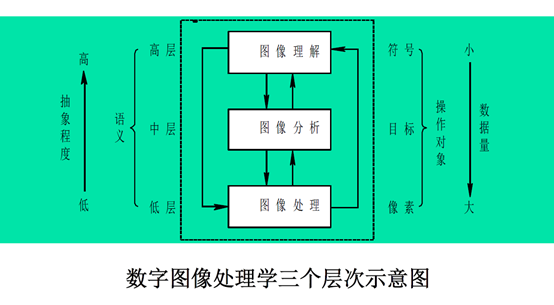 高
抽象程度
低
语义
高层
中层
低层
图像理解
图像分析
图像处理
符号
目标
像素
操作对象
小
数据量
大
数字图像处理学三个层次示意图